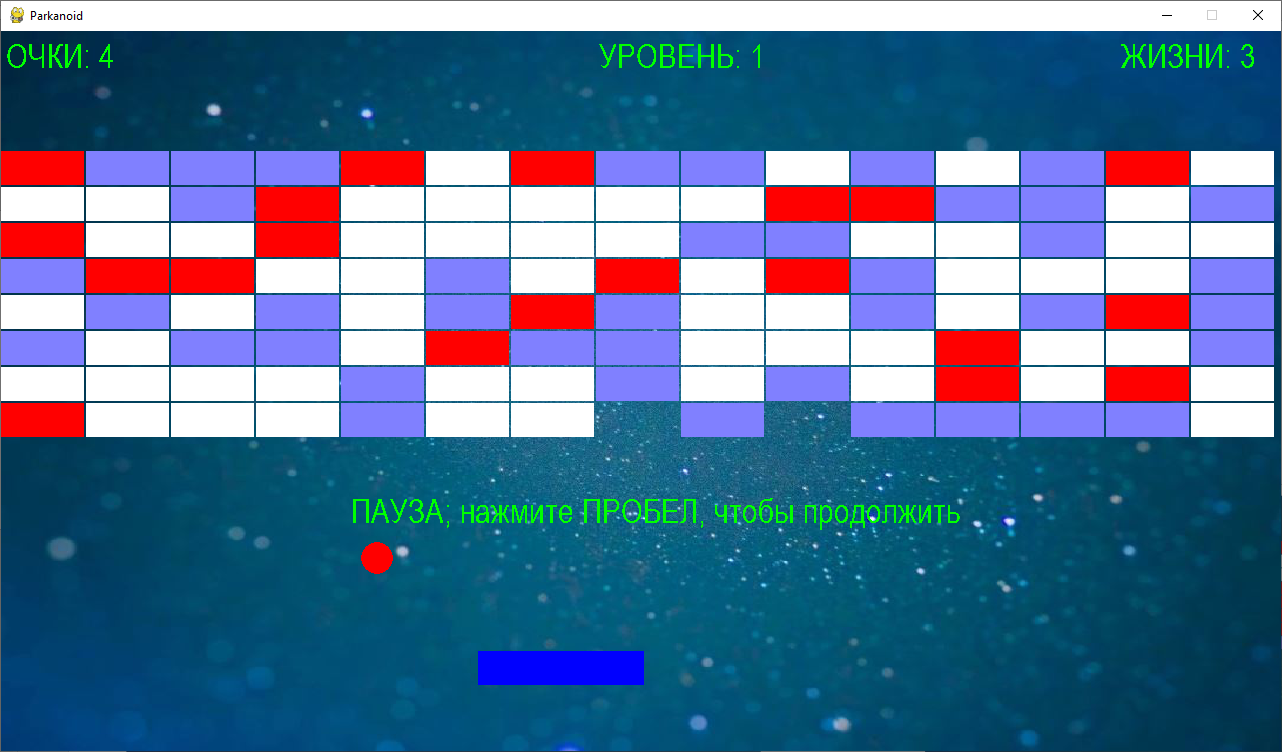 Parkanoid
ОЧКИ: 4 УРОВЕНЬ: 1 ЖИЗНИ: 3
ПАУЗА; нажмите ПРОБЕЛ, чтобы продолжить